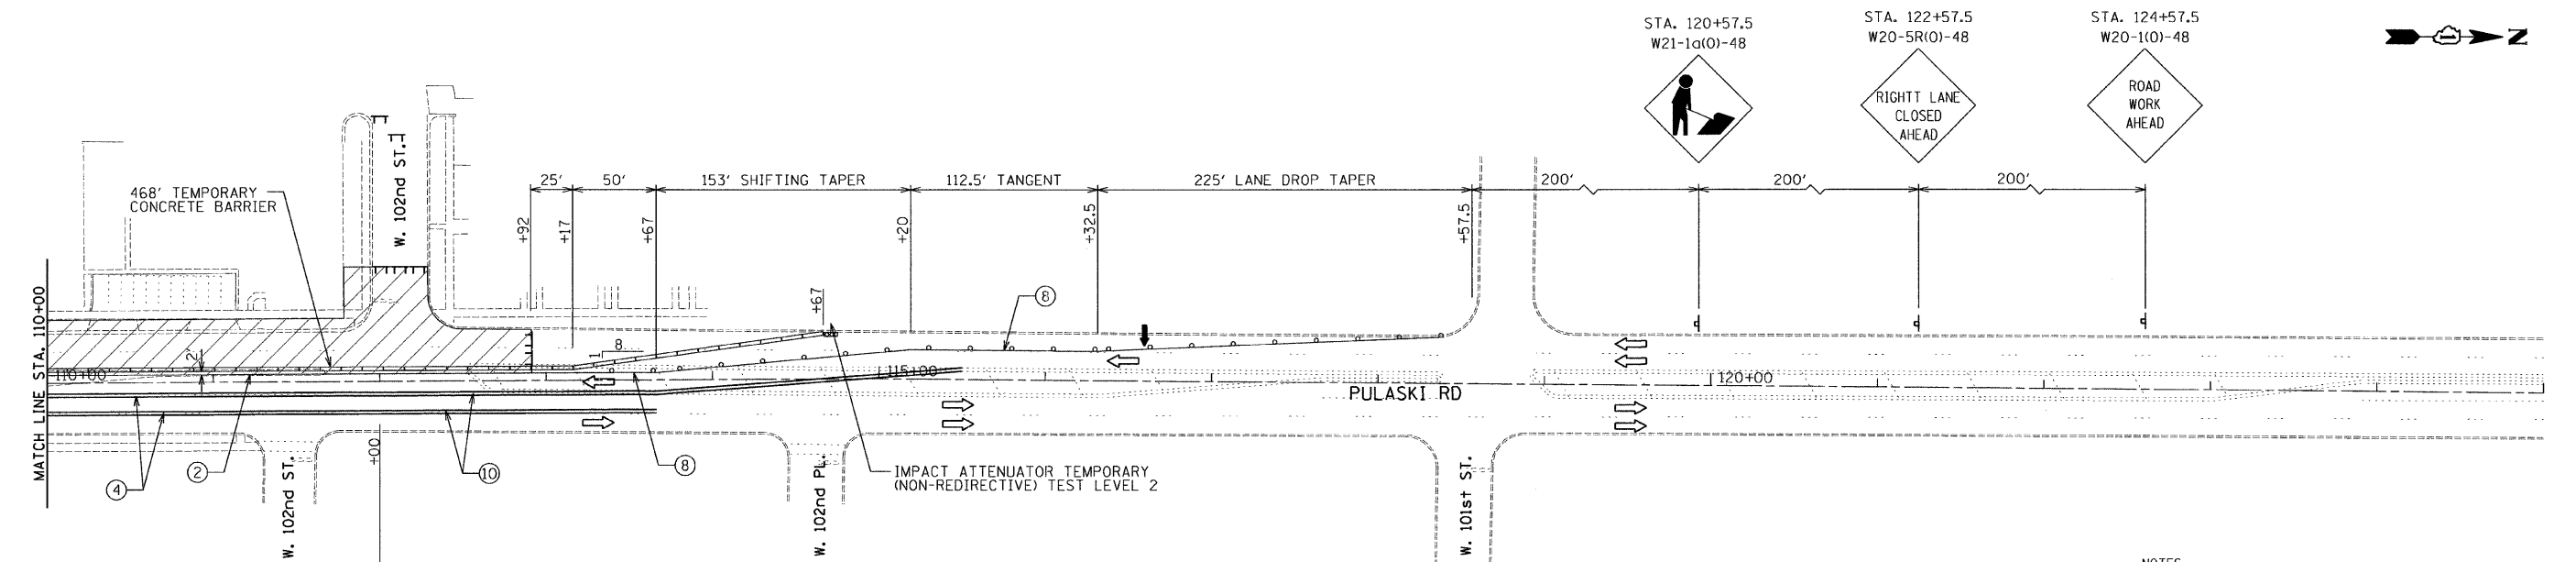 STA. 120+57.5
W21-1a(O)-48
STA. 122+57.5
W20-5R(O)-48
STA. 124+57.5
W20-1(O)-48
N
RIGHTT LANE
CLOSED
AHEAD
ROAD
WORK
AHEAD
468' TEMPORARY
CONCRETE BARRIER
W. 102nd ST.
25'
50'
153' SHIFTING TAPER
112.5' TANGENT
225' LANE DROP TAPER
200'
200'
200'
+92
+17
+67
+20
+32.5
+57.5
+67
8
8
1
2'
MATCH LINE STA. 110+00
110+00
115+00
120+00
PULASKI RD
+00
4
2
10
8
IMPACT ATTENUATOR TEMPORARY
(NON-REDIRECTIVE) TEST LEVEL 2
W. 102nd ST.
W. 102nd PL.
W. 101st ST.
NOTES